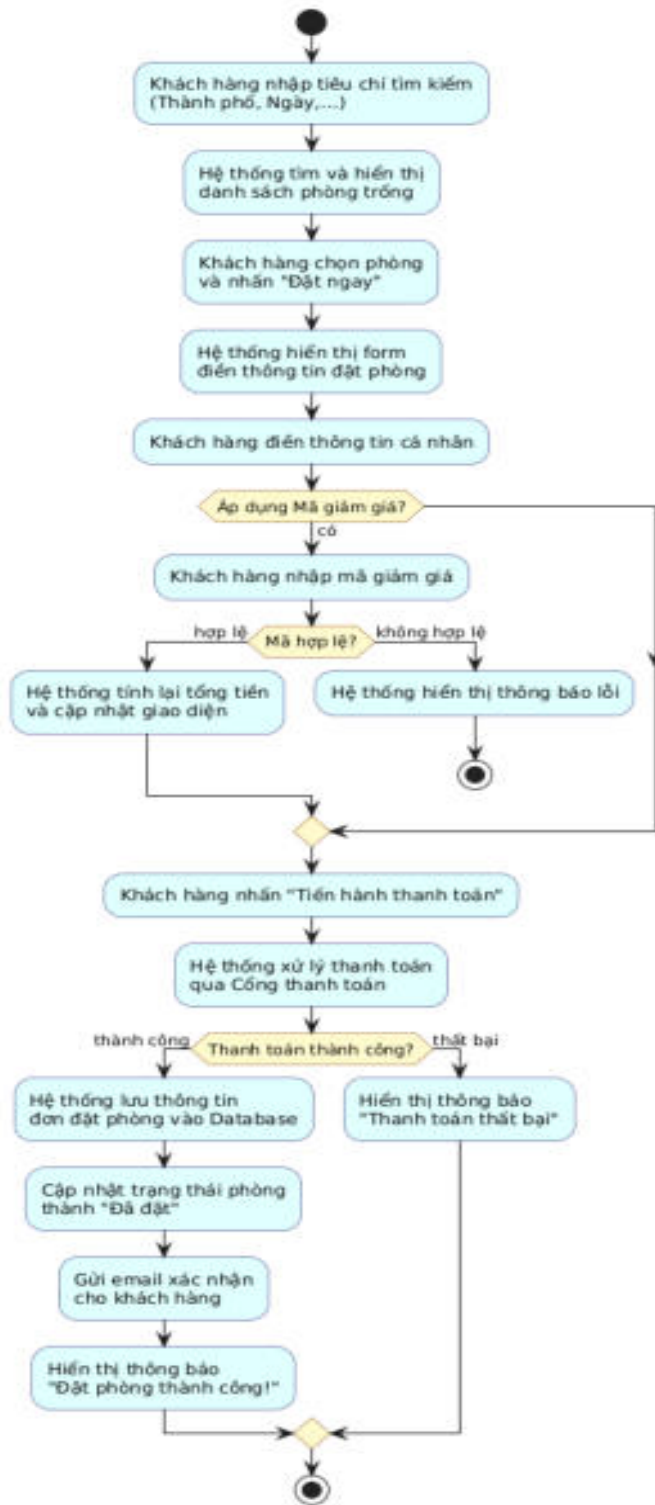 Khách hàng nhập tiêu chí tìm kiếm
(Thành phố, Ngày,...)
Hệ thống tìm và hiển thị
danh sách phòng trống
Khách hàng chọn phòng
và nhấn "Đặt ngay"
Hệ thống hiển thị form
điền thông tin đặt phòng
Khách hàng điền thông tin cá nhân
Áp dụng Mã giảm giá?
có
Khách hàng nhập mã giảm giá
hợp lệ
Mã hợp lệ?
không hợp lệ
Hệ thống tính lại tổng tiền
và cập nhật giao diện
Hệ thống hiển thị thông báo lỗi
Khách hàng nhấn "Tiến hành thanh toán"
Hệ thống xử lý thanh toán
qua Cổng thanh toán
thành công
Thanh toán thành công?
thất bại
Hệ thống lưu thông tin
đơn đặt phòng vào Database
Hiển thị thông báo
"Thanh toán thất bại"
Cập nhật trạng thái phòng
thành "Đã đặt"
Gửi email xác nhận
cho khách hàng
Hiển thị thông báo
"Đặt phòng thành công!"